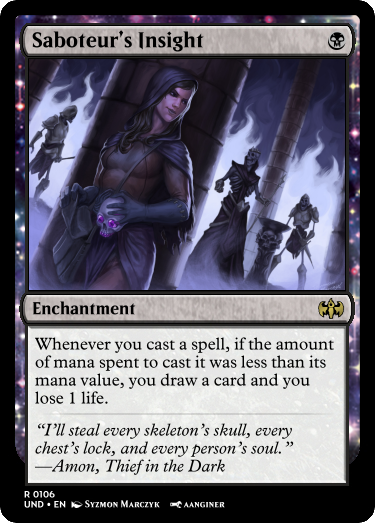 Saboteur's Insight
Enchantment
Whenever you cast a spell, if the amount
of mana spent to cast it was less than its
mana value, you draw a card and you
lose 1 life.
“I'll steal every skeleton's skull, every
chest's lock, and every person's soul.”
—Amon, Thief in the Dark
R 0106
UND • EN Syzmon Marczyk aanginer